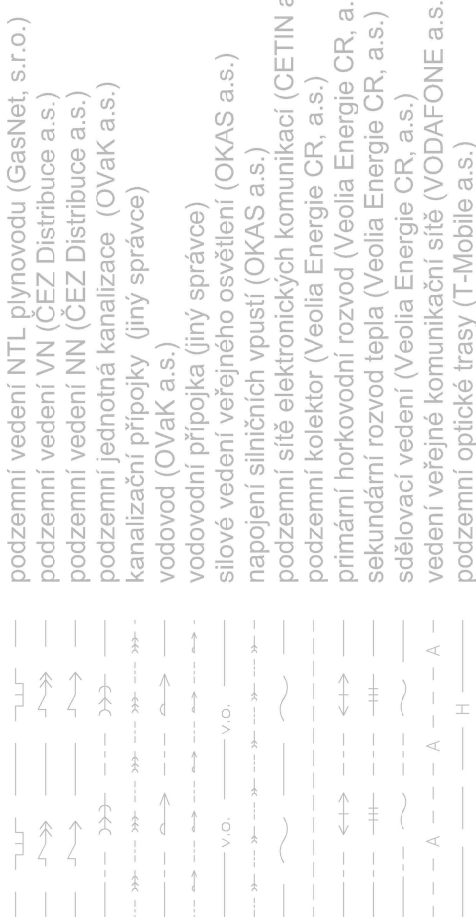 podzemní vedení NTL plynovodu (GasNet, s.r.o.)
podzemní vedení VN (ČEZ Distribuce a.s.)
podzemní vedení NN (ČEZ Distribuce a.s.)
podzemní jednotná kanalizace (OVaK a.s.)
kanalizační přípojky (jiný správce)
vodovod (OVaK a.s.)
vodovodní přípojka (jiný správce)
v.o. v.o. silové vedení veřejného osvětlení (OKAS a.s.)
napojení silničních vpustí (OKAS a.s.)
podzemní sítě elektronických komunikací (CETIN a
podzemní kolektor (Veolia Energie CR, a.s.)
primární horkovodní rozvod (Veolia Energie CR, a.
sekundární rozvod tepla (Veolia Energie CR, a.s.)
sdělovací vedení (Veolia Energie CR, a.s.)
A A A vedení veřejné komunikační sítě (VODAFONE a.s.
H podzemní optické trasy (T-Mobile a.s.)